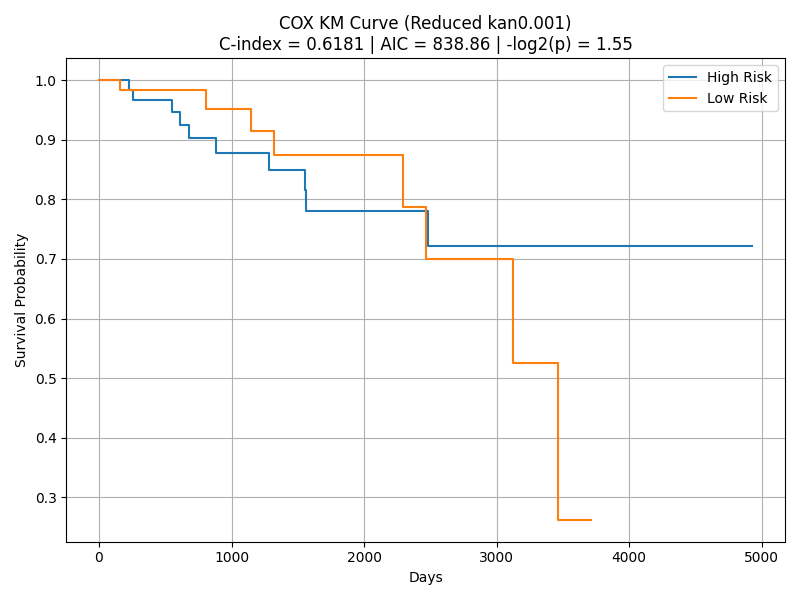 COX KM Curve (Reduced kan0.001)
C-index = 0.6181 | AIC = 838.86 | -log2(p) = 1.55
High Risk
Low Risk
Survival Probability
1.0
0.9
0.8
0.7
0.6
0.5
0.4
0.3
0 1000 2000 3000 4000 5000
Days